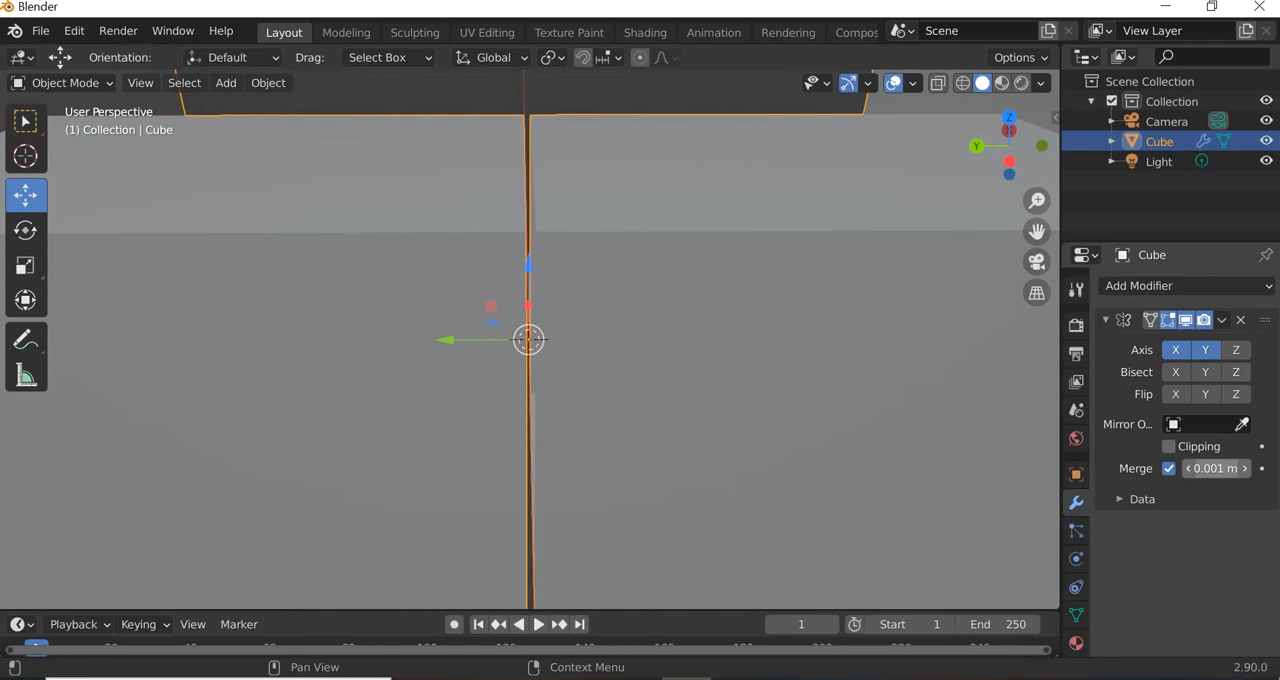 Blender
File Edit Render Window Help Layout Modeling Sculpting UV Editing Texture Paint Shading Animation Rendering Compos Scene View Layer
Orientation: Default Drag: Select Box Global Options
Object Mode View Select Add Object
User Perspective
(1) Collection | Cube
Z
Y
Scene Collection
Collection
Camera
Cube
Light
Cube
Add Modifier
Axis X Y Z
Bisect X Y Z
Flip X Y Z
Mirror O...
Clipping
Merge 0.001 m
Data
Playback Keying View Marker 1 Start 1 End 250
Pan View Context Menu 2.90.0